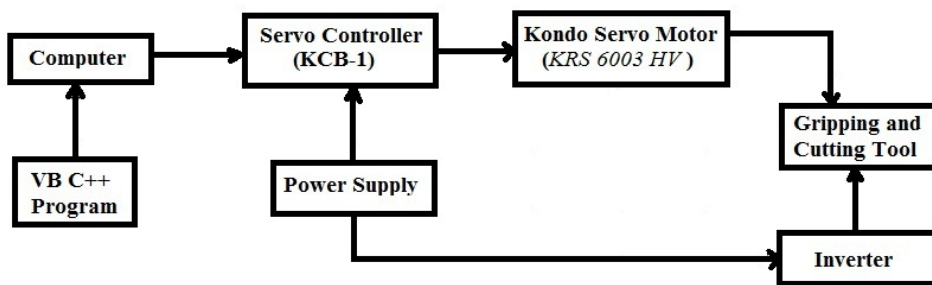 Computer
Servo Controller
(KCB-1)
Kondo Servo Motor
(KRS 6003 HV )
Gripping and
Cutting Tool
VB C++
Program
Power Supply
Inverter